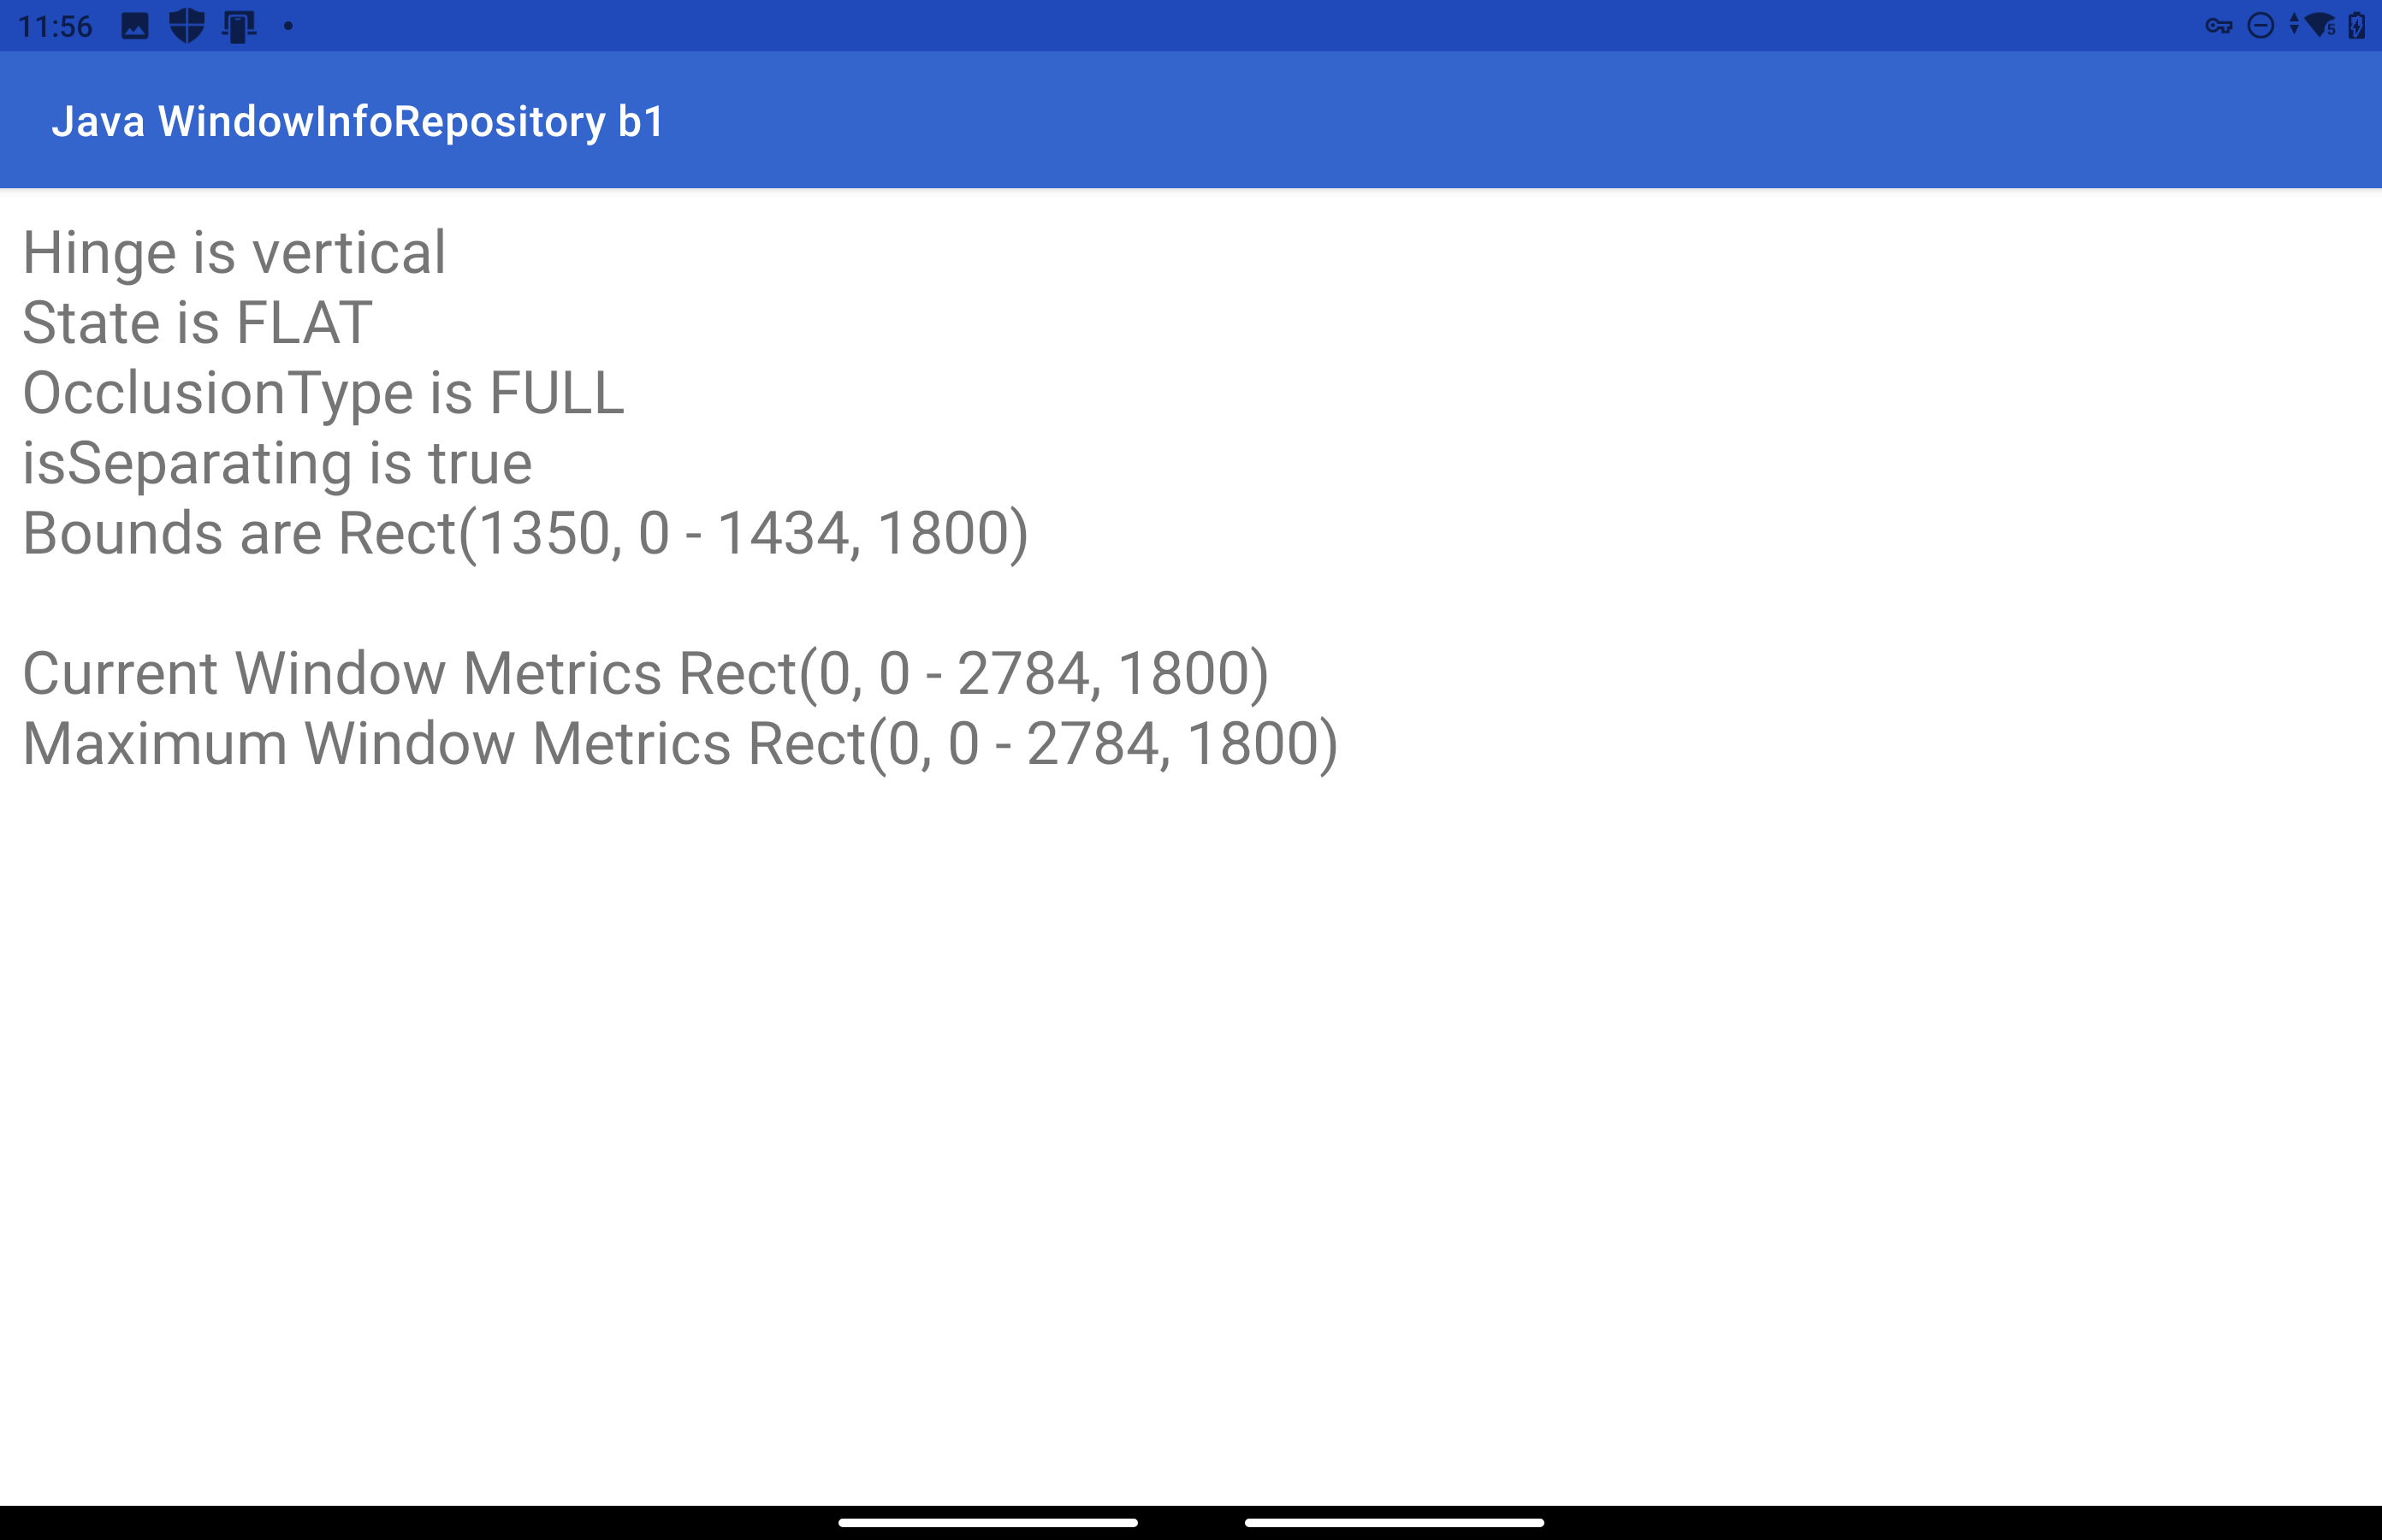 11:56
Java WindowInfoRepository b1
Hinge is vertical
State is FLAT
OcclusionType is FULL
isSeparating is true
Bounds are Rect(1350, 0 - 1434, 1800)
Current Window Metrics Rect(0, 0 - 2784, 1800)
Maximum Window Metrics Rect(0, 0 - 2784, 1800)